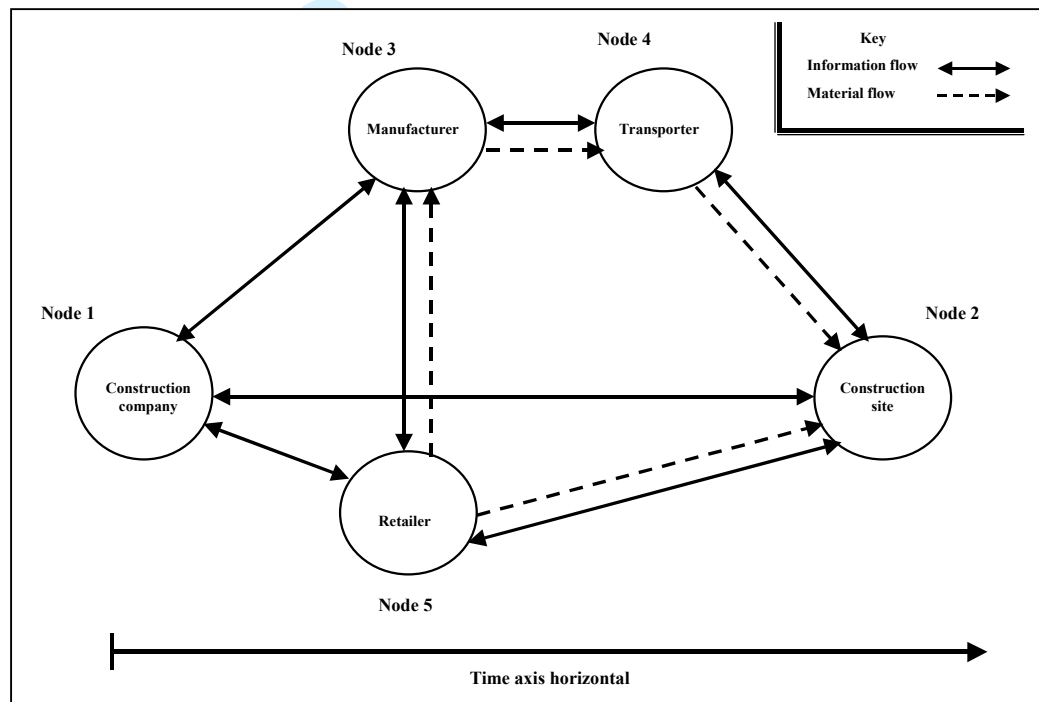 Node 3
Node 4
Key
Information flow
Material flow
Manufacturer
Transporter
Node 1
Node 2
Construction
company
Construction
site
Retailer
Node 5
Time axis horizontal